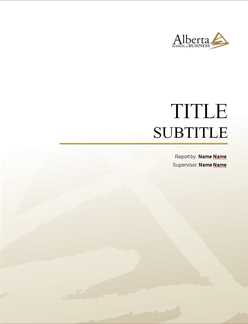 Alberta
SCHOOL of BUSINESS
TITLE
SUBTITLE
Report by: Name Name
Supervisor Name Name